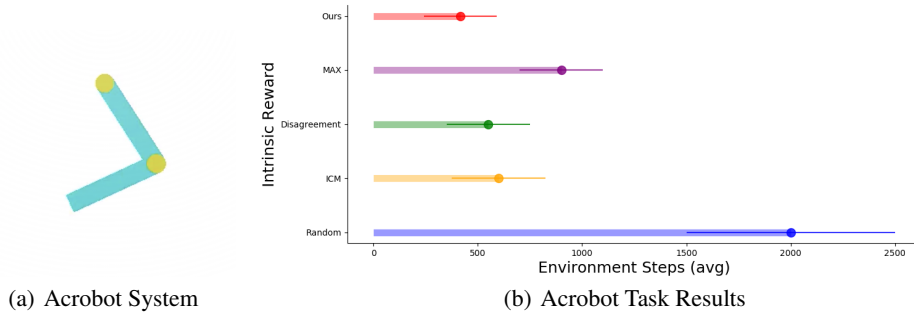 Ours
MAX
Disagreement
ICM
Random
Intrinsic Reward
0
500
1000
1500
2000
2500
Environment Steps (avg)
(a) Acrobot System
(b) Acrobot Task Results